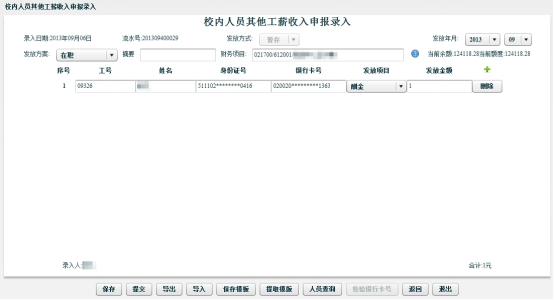 校内人员其他工薪收入申报录入
校内人员其他工薪收入申报录入
录入日期:2013年09月06日 流水号:201309400029 发放方式: 暂存 发放年月: 2013 09
发放方案: 在职 摘要 财务项目: 021700/612001 当前余额:124118.28当前额度:124118.28
序号 工号 姓名 身份证号 银行卡号 发放项目 发放金额
1 09326 511102********0416 020020*********1363 酬金 1 删除
录入人: 合计:1元
保存 提交 导出 导入 保存模版 提取模版 人员查询 检验银行卡号 返回 退出